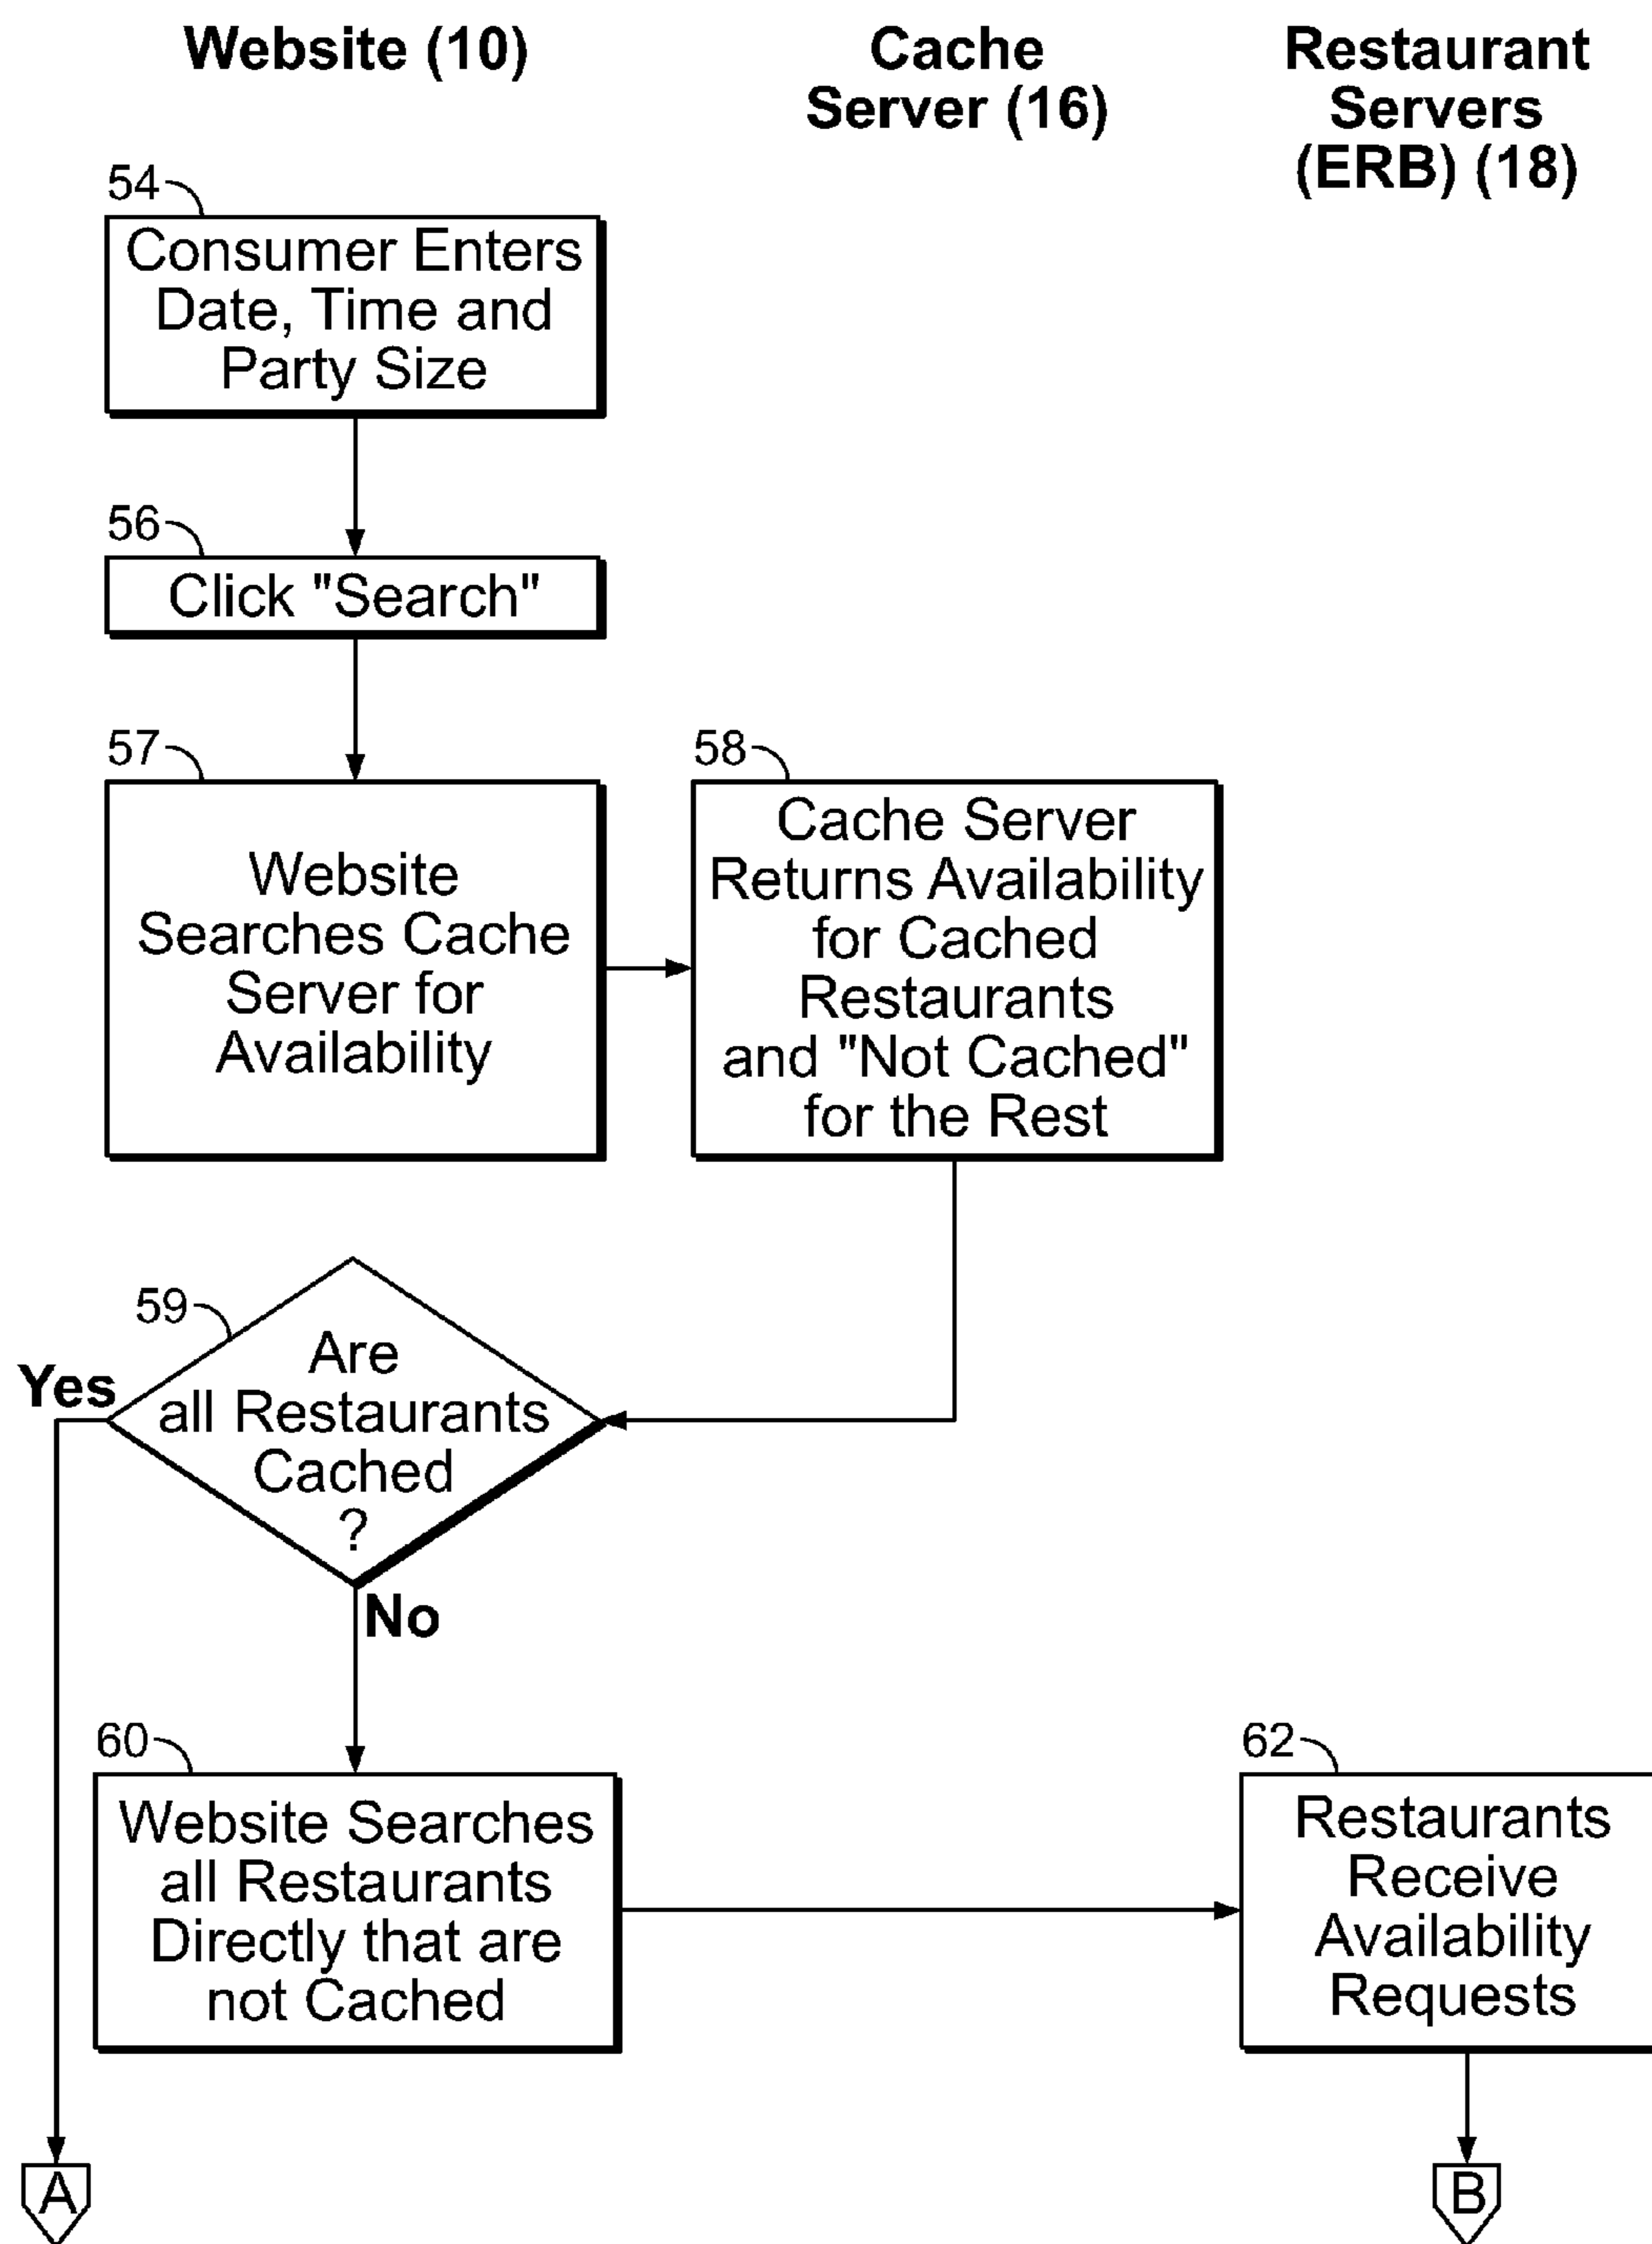 Website (10)
Cache
Server (16)
Restaurant
Servers
(ERB) (18)
54
Consumer Enters
Date, Time and
Party Size
56
Click "Search"
57
Website
Searches Cache
Server for
Availability
58
Cache Server
Returns Availability
for Cached
Restaurants
and "Not Cached"
for the Rest
59
Are
all Restaurants
Cached
?
Yes
No
60
Website Searches
all Restaurants
Directly that are
not Cached
62
Restaurants
Receive
Availability
Requests
A
B